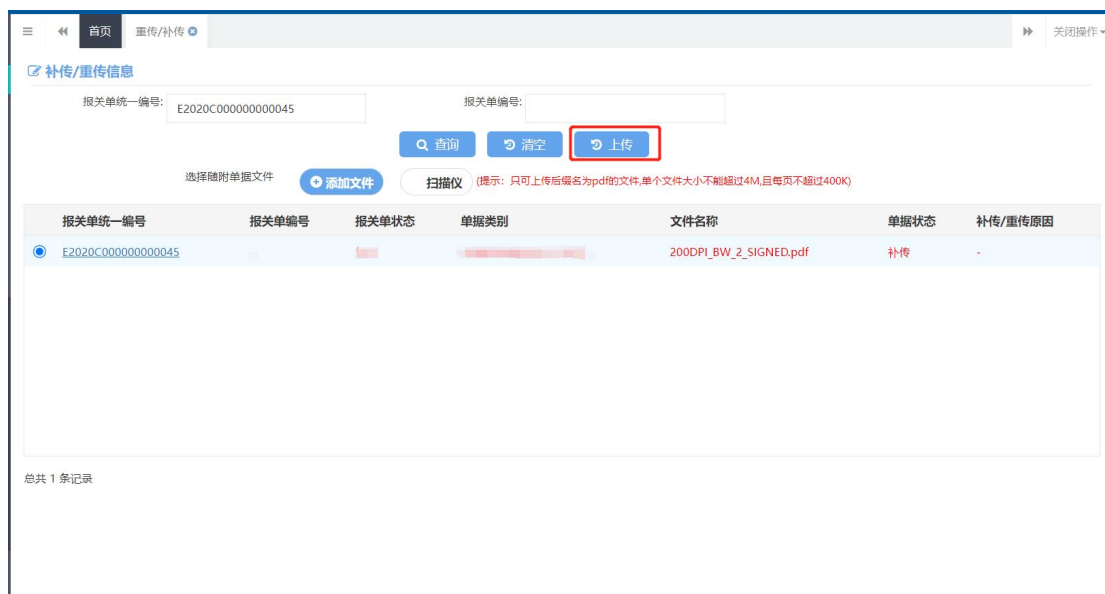 首页 重传/补传 关闭操作
补传/重传信息
报关单统一编号: E2020C000000000045 报关单编号:
查询 清空 上传
选择随附单据文件 添加文件 扫描仪 (提示：只可上传后缀名为pdf的文件,单个文件大小不能超过4M,且每页不超过400K)
报关单统一编号 报关单编号 报关单状态 单据类别 文件名称 单据状态 补传/重传原因
E2020C000000000045 200DPI_BW_2_SIGNED.pdf 补传 -
总共 1 条记录